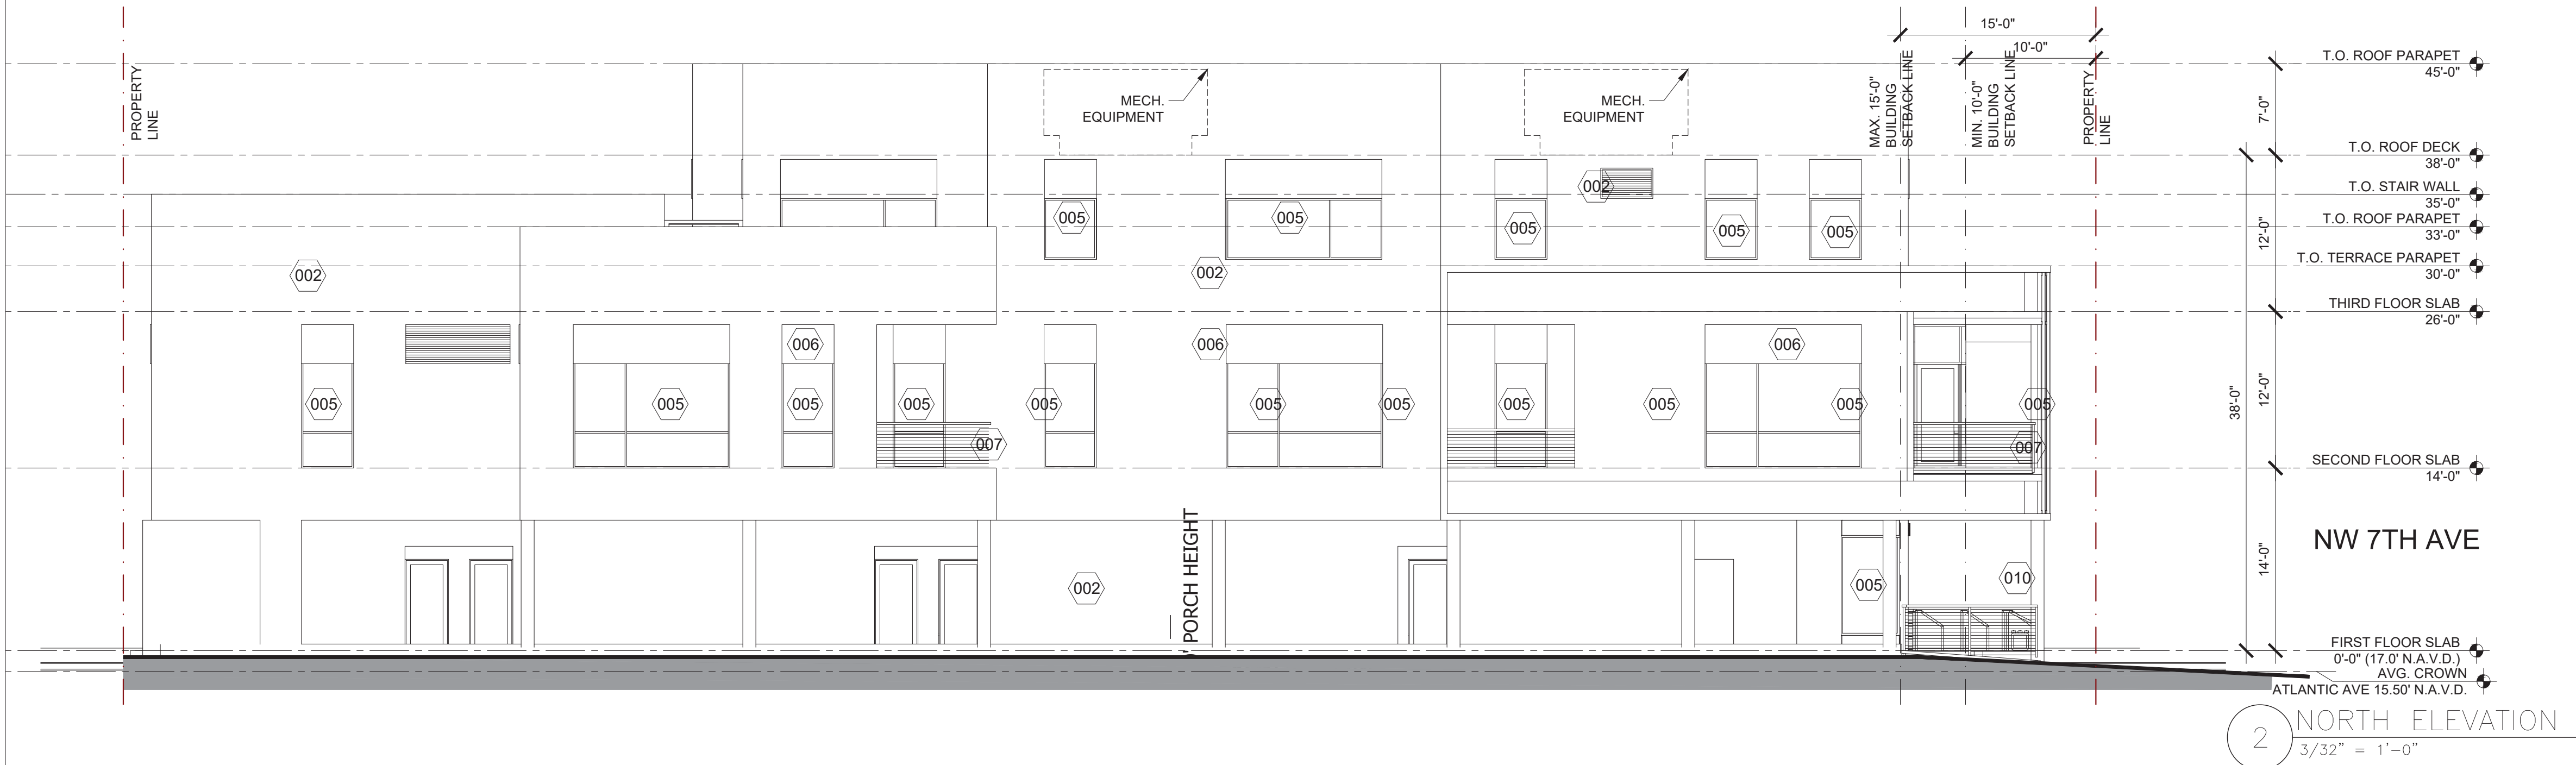 15'-0"
10'-0"
PROPERTY
LINE
MECH.
EQUIPMENT
MECH.
EQUIPMENT
MAX. 15'-0"
BUILDING
SETBACK LINE
MIN. 10'-0"
BUILDING
SETBACK LINE
PROPERTY
LINE
T.O. ROOF PARAPET
45'-0"
7'-0"
T.O. ROOF DECK
38'-0"
T.O. STAIR WALL
35'-0"
T.O. ROOF PARAPET
33'-0"
12'-0"
T.O. TERRACE PARAPET
30'-0"
THIRD FLOOR SLAB
26'-0"
002
005
005
005
005
005
002
002
006
006
006
005
005
005
005
005
005
005
005
005
005
005
007
007
38'-0"
12'-0"
SECOND FLOOR SLAB
14'-0"
NW 7TH AVE
14'-0"
PORCH HEIGHT
002
005
010
FIRST FLOOR SLAB
0'-0" (17.0' N.A.V.D.)
AVG. CROWN
ATLANTIC AVE 15.50' N.A.V.D.
2
NORTH ELEVATION
3/32" = 1'-0"